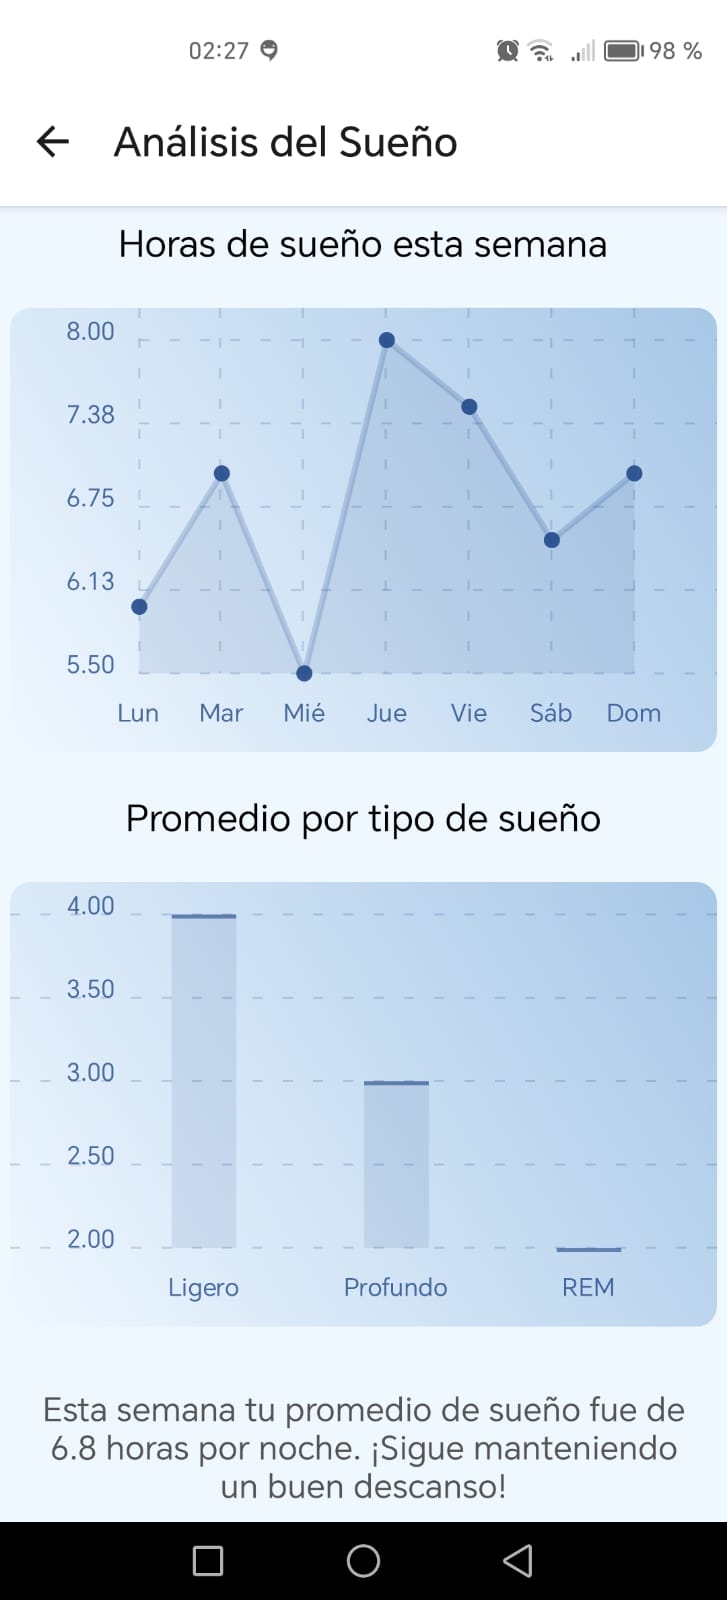 02:27 98 %
Análisis del Sueño
Horas de sueño esta semana
8.00
7.38
6.75
6.13
5.50
Lun Mar Mié Jue Vie Sáb Dom
Promedio por tipo de sueño
4.00
3.50
3.00
2.50
2.00
Ligero Profundo REM
Esta semana tu promedio de sueño fue de
6.8 horas por noche. ¡Sigue manteniendo
un buen descanso!